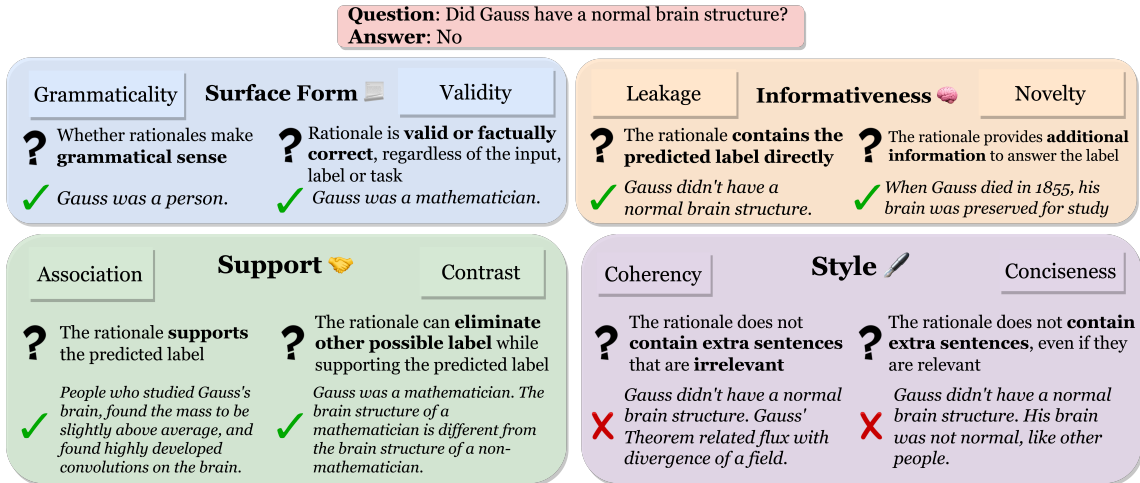 Question: Did Gauss have a normal brain structure?
Answer: No
Grammaticality
Surface Form
Validity
Whether rationales make
grammatical sense
Rationale is valid or factually
correct, regardless of the input,
label or task
Gauss was a person.
Gauss was a mathematician.
Leakage
Informativeness
Novelty
The rationale contains the
predicted label directly
The rationale provides additional
information to answer the label
Gauss didn't have a
normal brain structure.
When Gauss died in 1855, his
brain was preserved for study
Association
Support
Contrast
The rationale supports
the predicted label
The rationale can eliminate
other possible label while
supporting the predicted label
People who studied Gauss's
brain, found the mass to be
slightly above average, and
found highly developed
convolutions on the brain.
Gauss was a mathematician. The
brain structure of a
mathematician is different from
the brain structure of a non-
mathematician.
Coherency
Style
Conciseness
The rationale does not
contain extra sentences
that are irrelevant
The rationale does not contain
extra sentences, even if they
are relevant
Gauss didn't have a normal
brain structure. Gauss'
Theorem related flux with
divergence of a field.
Gauss didn't have a normal
brain structure. His brain
was not normal, like other
people.